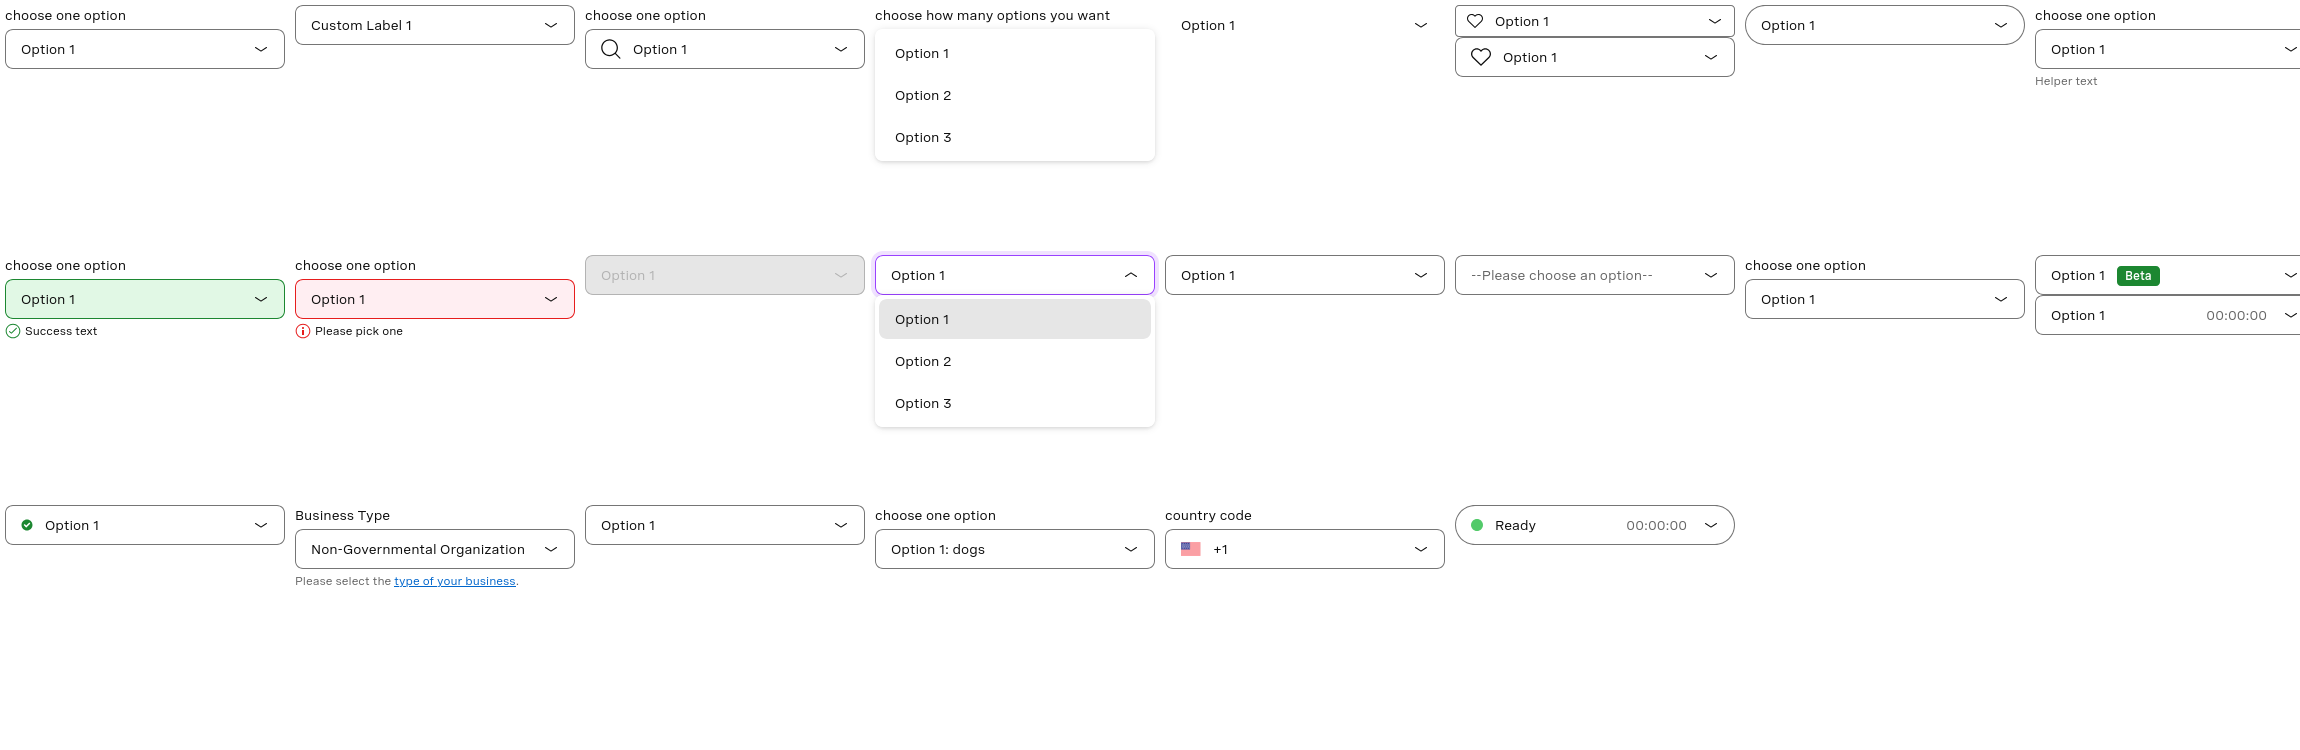 choose one option
Option 1
Custom Label 1
choose one option
Option 1
choose how many options you want
Option 1
Option 2
Option 3
Option 1
Option 1
Option 1
Option 1
choose one option
Option 1
Helper text
choose one option
Option 1
Success text
choose one option
Option 1
Please pick one
Option 1
Option 1
Option 1
Option 2
Option 3
Option 1
--Please choose an option--
choose one option
Option 1
Option 1 Beta
Option 1 00:00:00
Option 1
Business Type
Non-Governmental Organization
Please select the type of your business.
Option 1
choose one option
Option 1: dogs
country code
+1
Ready 00:00:00